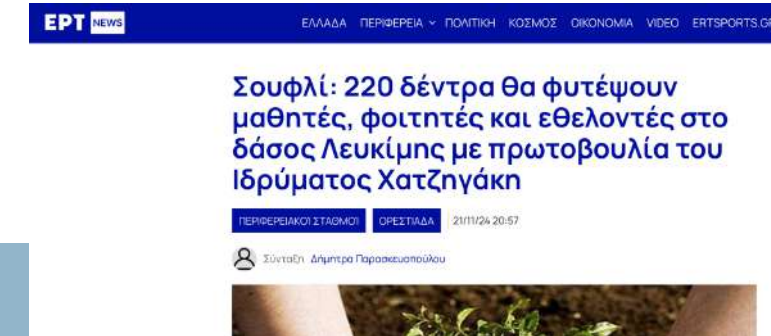 ΕΡΤ NEWS
ΕΛΛΑΔΑ ΠΕΡΙΦΕΡΕΙΑ ΠΟΛΙΤΙΚΗ ΚΟΣΜΟΣ ΟΙΚΟΝΟΜΙΑ VIDEO ERTSPORTS.GR
Σουφλί: 220 δέντρα θα φυτέψουν
μαθητές, φοιτητές και εθελοντές στο
δάσος Λευκίμης με πρωτοβουλία του
Ιδρύματος Χατζηγάκη
ΠΕΡΙΦΕΡΕΙΑΚΟΙ ΣΤΑΘΜΟΙ ΟΡΕΣΤΙΑΔΑ 21/11/24 20:57
Σύνταξη Δήμητρα Παρασκευοπούλου